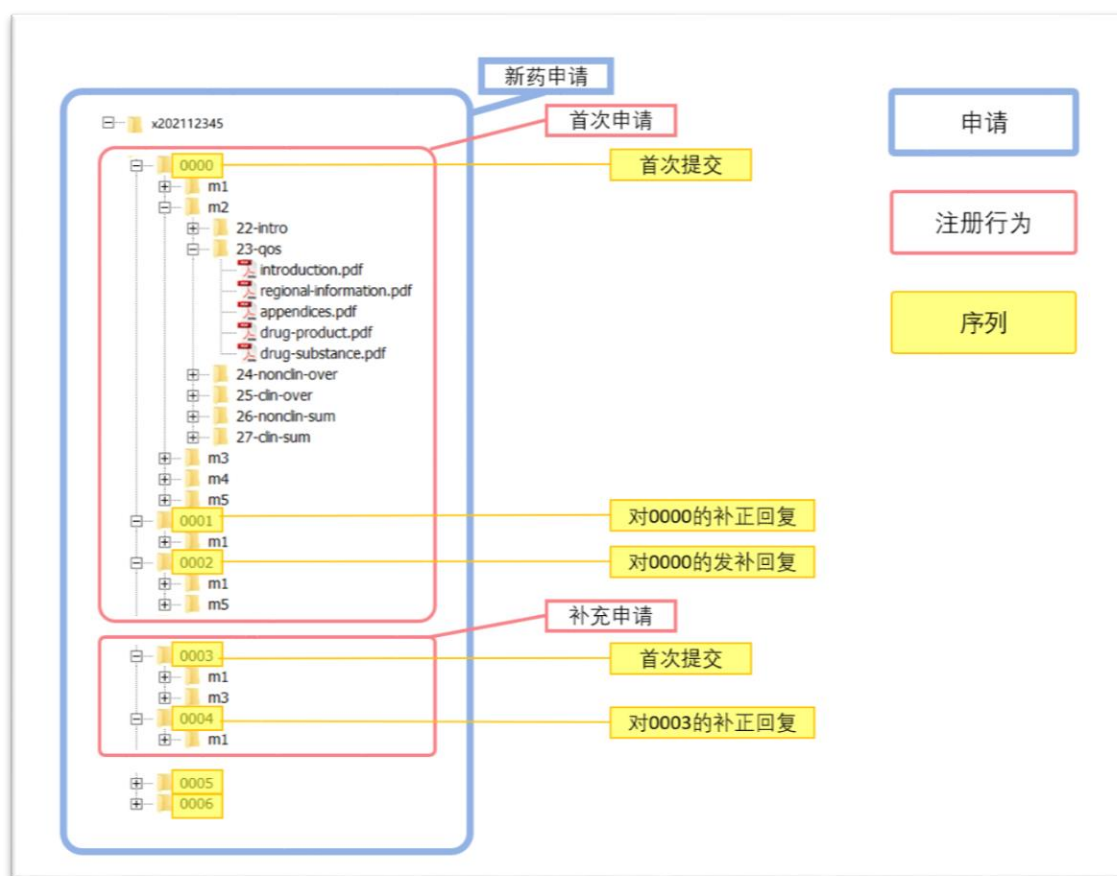 新药申请
x202112345
首次申请
申请
0000
首次提交
m1
m2
注册行为
22-intro
23-qos
introduction.pdf
regional-information.pdf
appendices.pdf
序列
drug-product.pdf
drug-substance.pdf
24-nonclin-over
25-clin-over
26-nonclin-sum
27-clin-sum
m3
m4
m5
0001
对0000的补正回复
m1
0002
对0000的发补回复
m1
m5
补充申请
0003
首次提交
m1
m3
0004
对0003的补正回复
m1
0005
0006